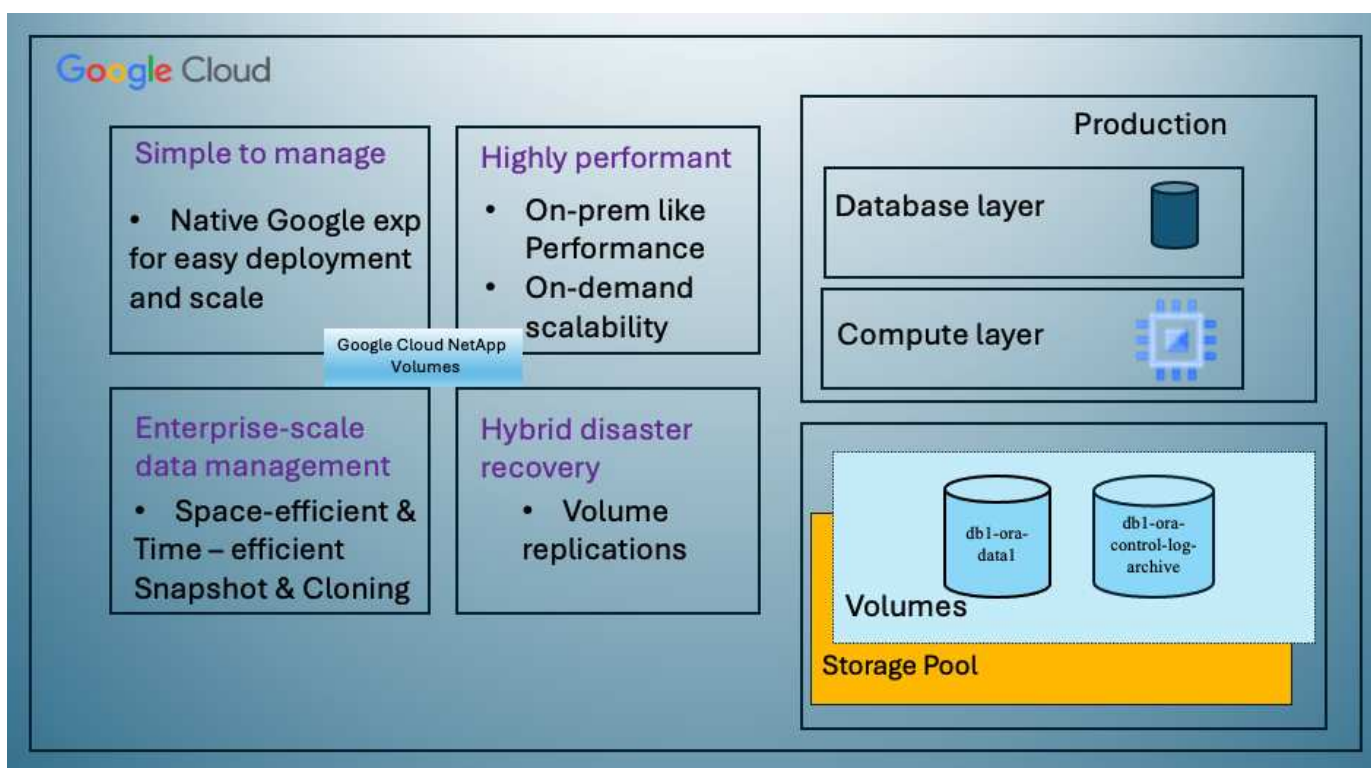 Google Cloud
Simple to manage
• Native Google exp
for easy deployment
and scale
Highly performant
• On-prem like
Performance
• On-demand
scalability
Google Cloud NetApp
Volumes
Enterprise-scale
data management
• Space-efficient &
Time – efficient
Snapshot & Cloning
Hybrid disaster
recovery
• Volume
replications
Production
Database layer
Compute layer
db1-ora-
data1
db1-ora-
control-log-
archive
Volumes
Storage Pool